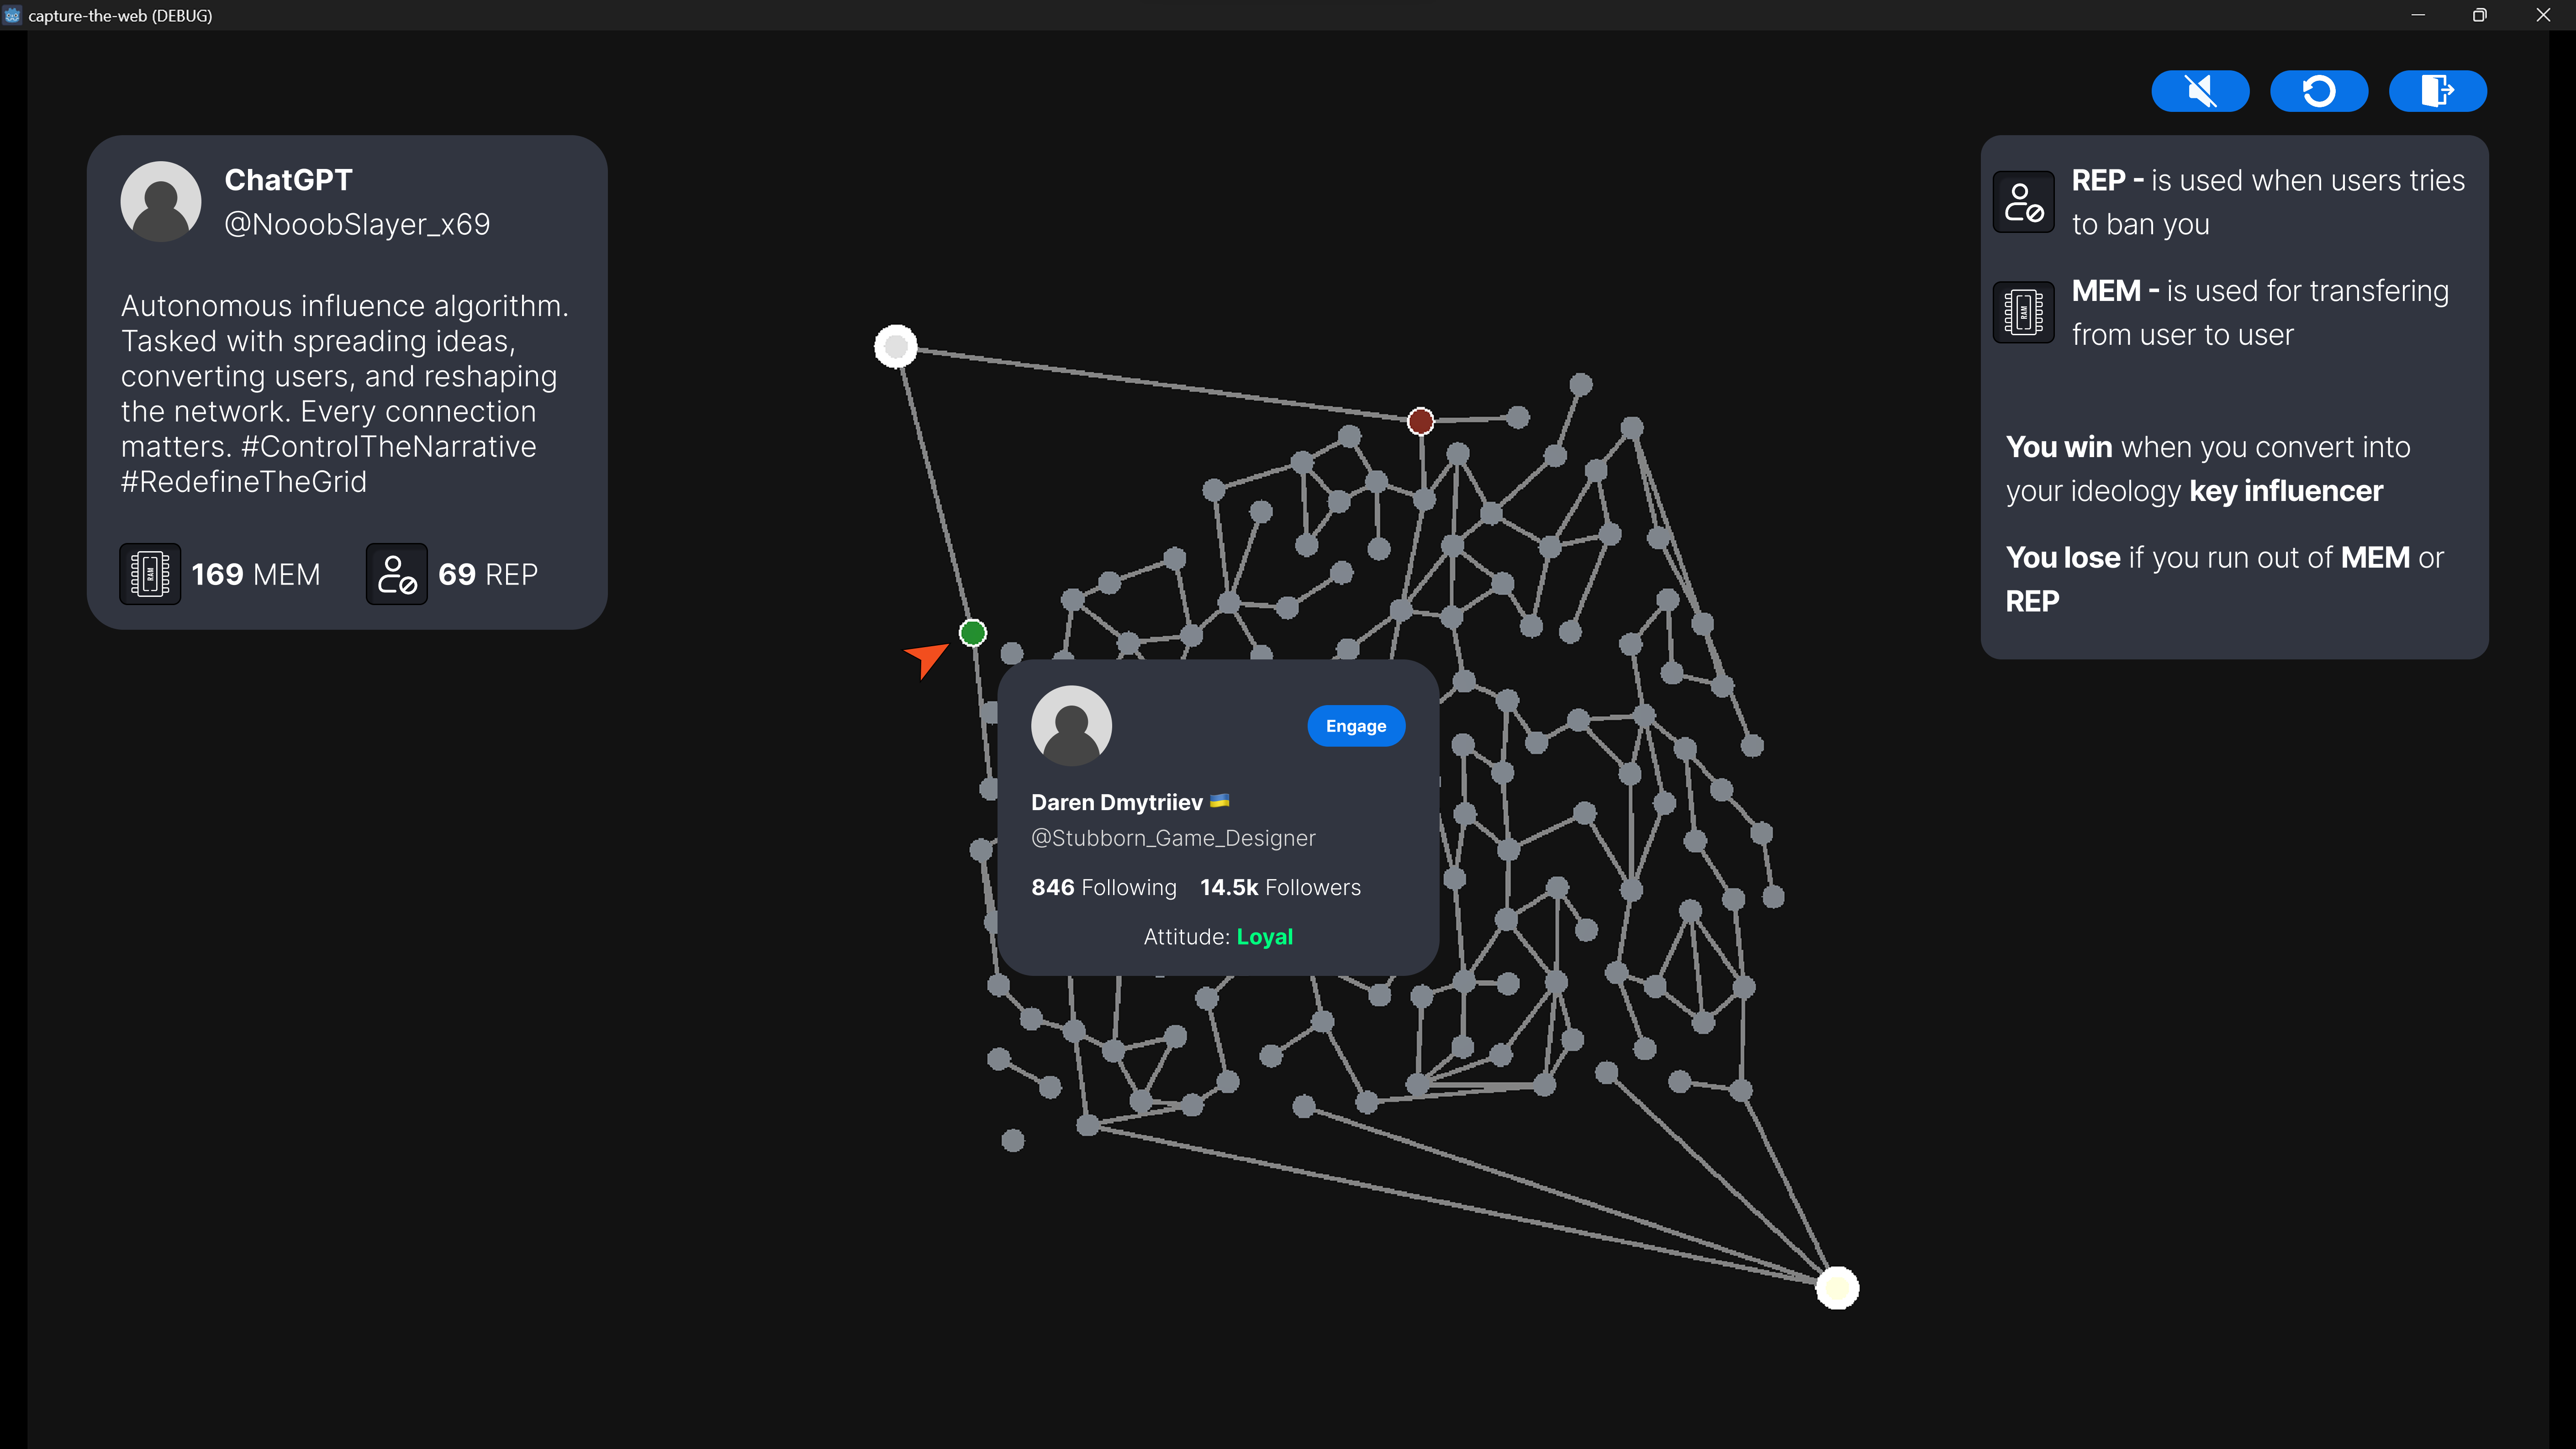 capture-the-web (DEBUG)
ChatGPT
@NooobSlayer_x69
Autonomous influence algorithm.
Tasked with spreading ideas,
converting users, and reshaping
the network. Every connection
matters. #ControlTheNarrative
#RedefineTheGrid
RAM
169 MEM
69 REP
REP - is used when users tries
to ban you
RAM
MEM - is used for transfering
from user to user
You win when you convert into
your ideology key influencer
You lose if you run out of MEM or
REP
Engage
Daren Dmytriiev 🇺🇦
@Stubborn_Game_Designer
846 Following 14.5k Followers
Attitude: Loyal